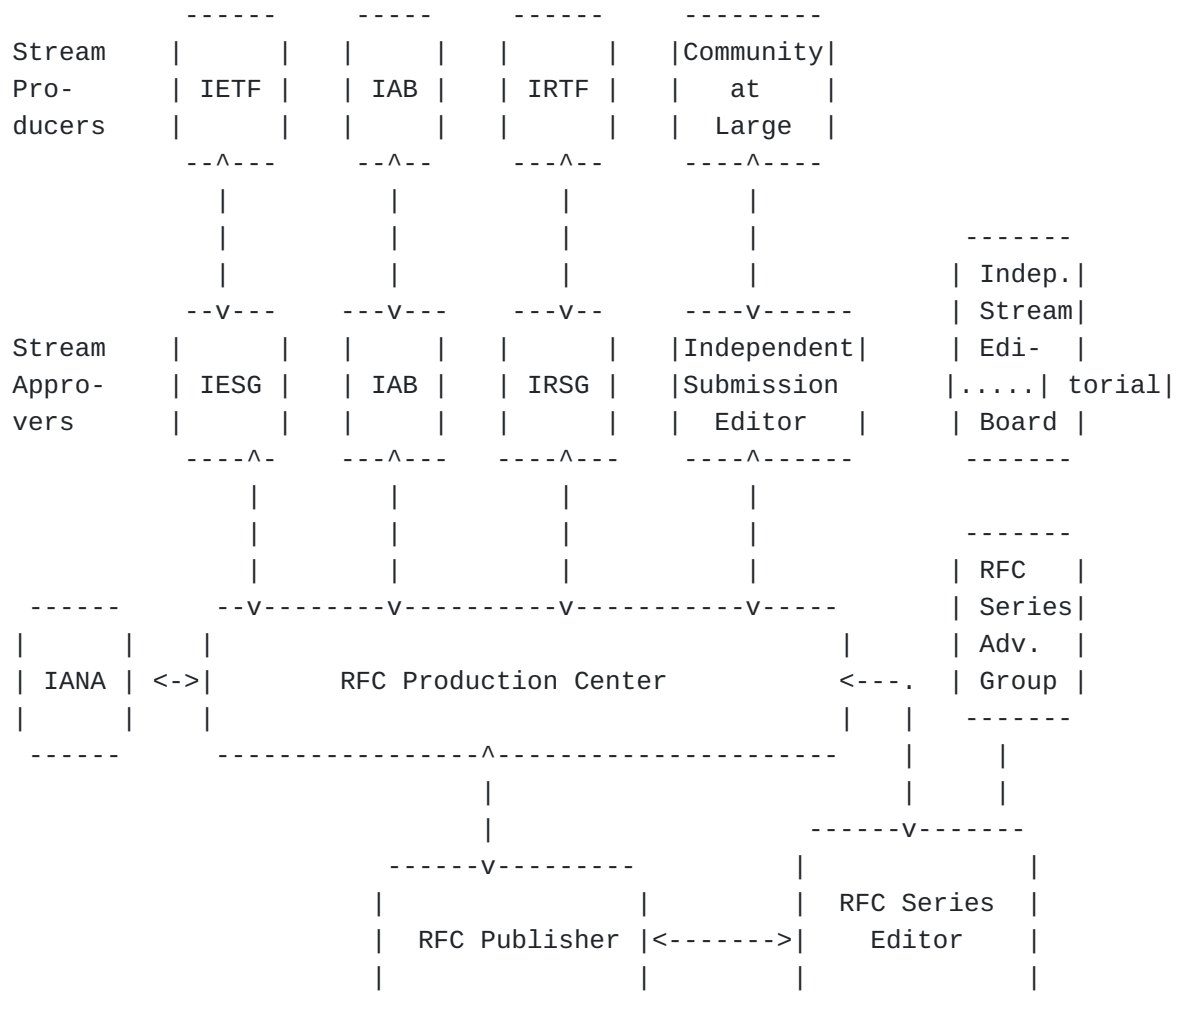 Stream Community
Pro- IETF IAB IRTF at
ducers Large
Indep.
Stream
Stream Independent Edi-
Appro- IESG IAB IRSG Submission |.....| torial
vers Editor Board
RFC
Series
Adv.
IANA <-> RFC Production Center <---. Group
RFC Series
RFC Publisher <-------> Editor